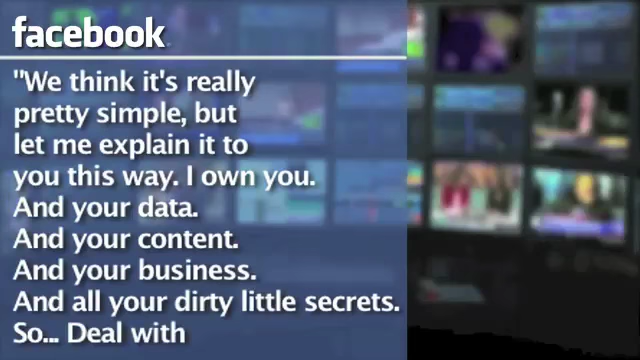 facebook
"We think it's really
pretty simple, but
let me explain it to
you this way. I own you.
And your data.
And your content.
And your business.
And all your dirty little secrets.
So... Deal with